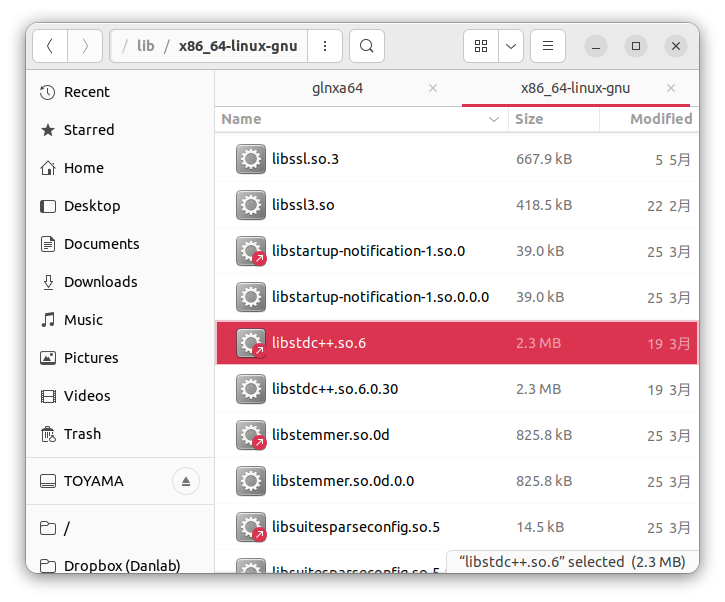 / lib / x86_64-linux-gnu
glnxa64
x86_64-linux-gnu
Recent
Starred
Home
Desktop
Documents
Downloads
Music
Pictures
Videos
Trash
TOYAMA
/
Dropbox (Danlab)
Name Size Modified
libssl.so.3 667.9 kB 5 5月
libssl3.so 418.5 kB 22 2月
libstartup-notification-1.so.0 39.0 kB 25 3月
libstartup-notification-1.so.0.0.0 39.0 kB 25 3月
libstdc++.so.6 2.3 MB 19 3月
libstdc++.so.6.0.30 2.3 MB 19 3月
libstemmer.so.0d 825.8 kB 25 3月
libstemmer.so.0d.0.0 825.8 kB 25 3月
libsuitesparseconfig.so.5 14.5 kB 25 3月
libsuitesparseconfig.so.5
“libstdc++.so.6” selected (2.3 MB)